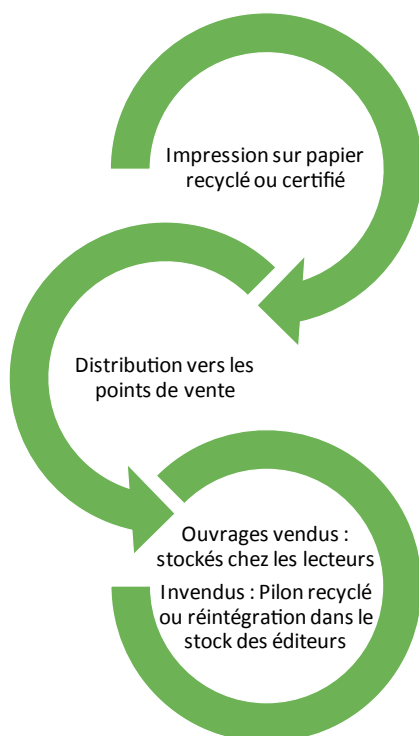 Impression sur papier
recyclé ou certifié
Distribution vers les
points de vente
Ouvrages vendus :
stockés chez les lecteurs
Invendus : Pilon recyclé
ou réintégration dans le
stock des éditeurs